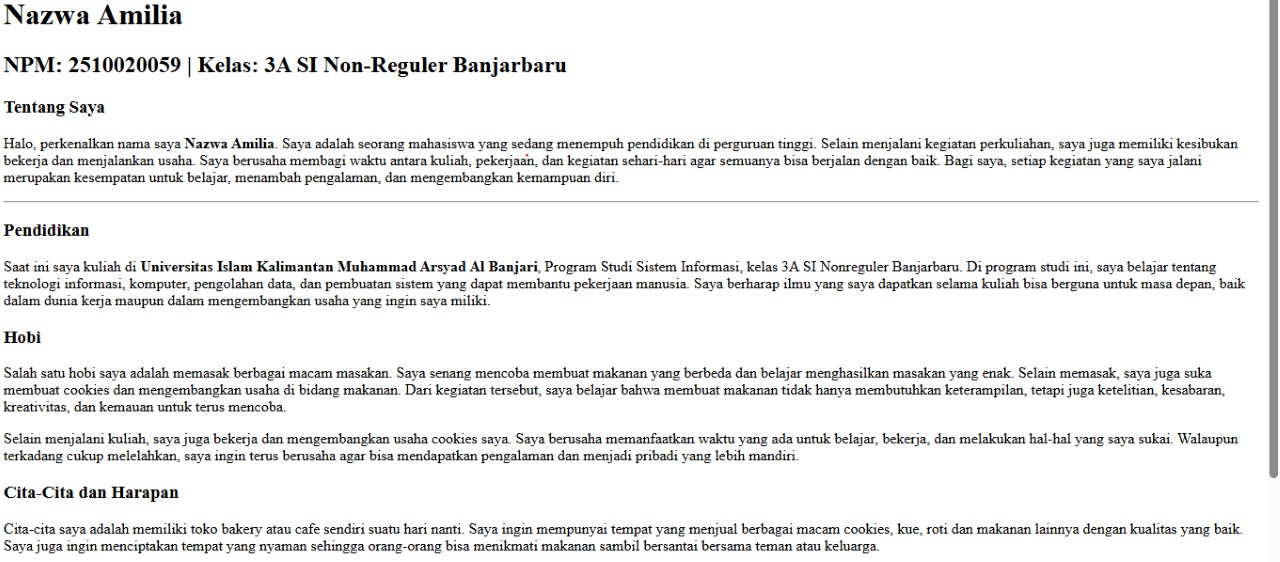 Nazwa Amilia
NPM: 2510020059 | Kelas: 3A SI Non-Reguler Banjarbaru
Tentang Saya
Halo, perkenalkan nama saya Nazwa Amilia. Saya adalah seorang mahasiswa yang sedang menempuh pendidikan di perguruan tinggi. Selain menjalani kegiatan perkuliahan, saya juga memiliki kesibukan
bekerja dan menjalankan usaha. Saya berusaha membagi waktu antara kuliah, pekerjaan, dan kegiatan sehari-hari agar semuanya bisa berjalan dengan baik. Bagi saya, setiap kegiatan yang saya jalani
merupakan kesempatan untuk belajar, menambah pengalaman, dan mengembangkan kemampuan diri.
Pendidikan
Saat ini saya kuliah di Universitas Islam Kalimantan Muhammad Arsyad Al Banjari, Program Studi Sistem Informasi, kelas 3A SI Nonreguler Banjarbaru. Di program studi ini, saya belajar tentang
teknologi informasi, komputer, pengolahan data, dan pembuatan sistem yang dapat membantu pekerjaan manusia. Saya berharap ilmu yang saya dapatkan selama kuliah bisa berguna untuk masa depan, baik
dalam dunia kerja maupun dalam mengembangkan usaha yang ingin saya miliki.
Hobi
Salah satu hobi saya adalah memasak berbagai macam masakan. Saya senang mencoba membuat makanan yang berbeda dan belajar menghasilkan masakan yang enak. Selain memasak, saya juga suka
membuat cookies dan mengembangkan usaha di bidang makanan. Dari kegiatan tersebut, saya belajar bahwa membuat makanan tidak hanya membutuhkan keterampilan, tetapi juga ketelitian, kesabaran,
kreativitas, dan kemauan untuk terus mencoba.
Selain menjalani kuliah, saya juga bekerja dan mengembangkan usaha cookies saya. Saya berusaha memanfaatkan waktu yang ada untuk belajar, bekerja, dan melakukan hal-hal yang saya sukai. Walaupun
terkadang cukup melelahkan, saya ingin terus berusaha agar bisa mendapatkan pengalaman dan menjadi pribadi yang lebih mandiri.
Cita-Cita dan Harapan
Cita-cita saya adalah memiliki toko bakery atau cafe sendiri suatu hari nanti. Saya ingin mempunyai tempat yang menjual berbagai macam cookies, kue, roti dan makanan lainnya dengan kualitas yang baik.
Saya juga ingin menciptakan tempat yang nyaman sehingga orang-orang bisa menikmati makanan sambil bersantai bersama teman atau keluarga.